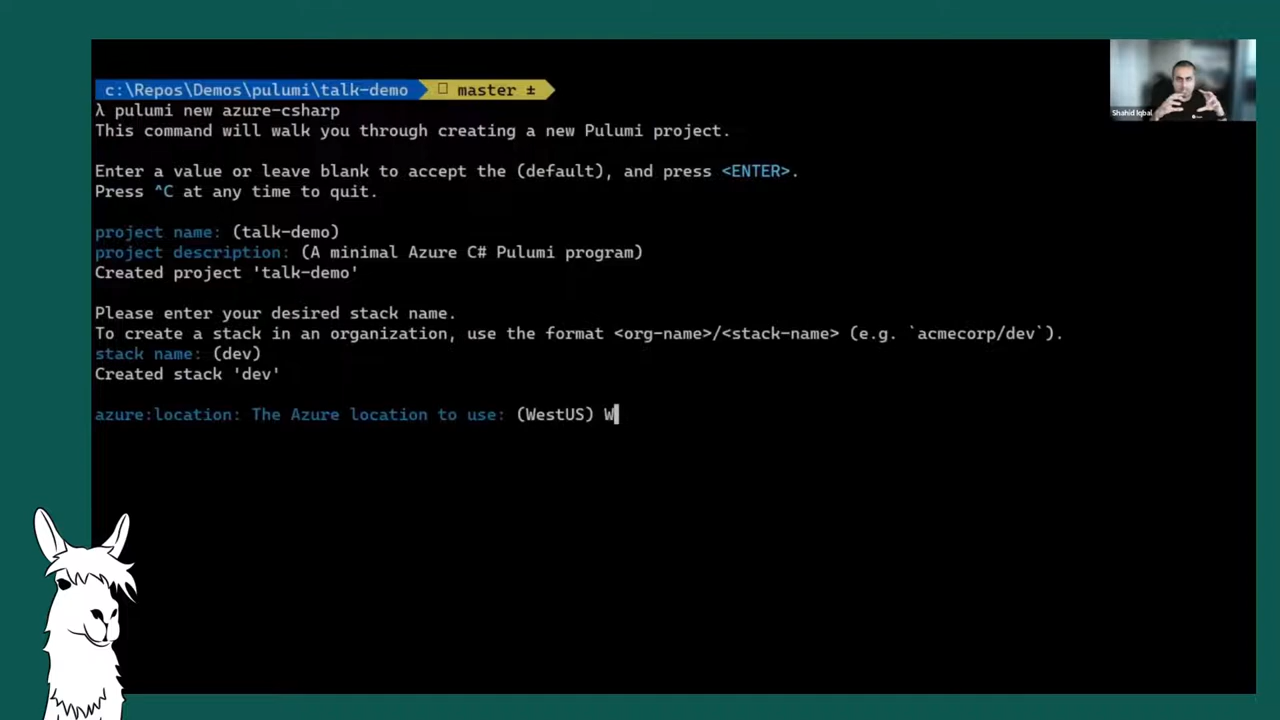 c:\Repos\Demos\pulumi\talk-demo master ±
λ pulumi new azure-csharp
This command will walk you through creating a new Pulumi project.
Enter a value or leave blank to accept the (default), and press <ENTER>.
Press ^C at any time to quit.
project name: (talk-demo)
project description: (A minimal Azure C# Pulumi program)
Created project 'talk-demo'
Please enter your desired stack name.
To create a stack in an organization, use the format <org-name>/<stack-name> (e.g. `acmecorp/dev`).
stack name: (dev)
Created stack 'dev'
azure:location: The Azure location to use: (WestUS) W
Shahid Iqbal